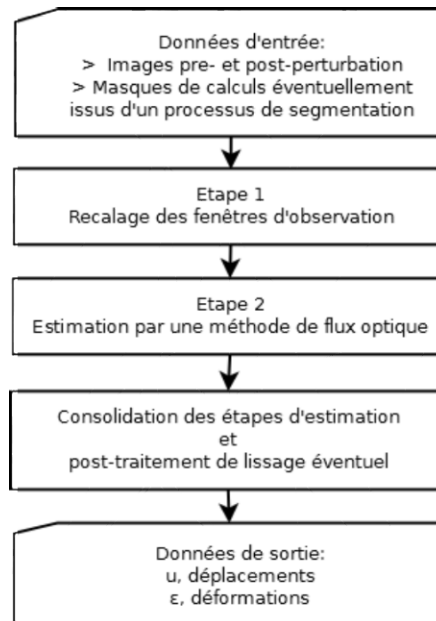 Données d'entrée:
> Images pre- et post-perturbation
> Masques de calculs éventuellement
issus d'un processus de segmentation
Etape 1
Recalage des fenêtres d'observation
Etape 2
Estimation par une méthode de flux optique
Consolidation des étapes d'estimation
et
post-traitement de lissage éventuel
Données de sortie:
u, déplacements
ε, déformations